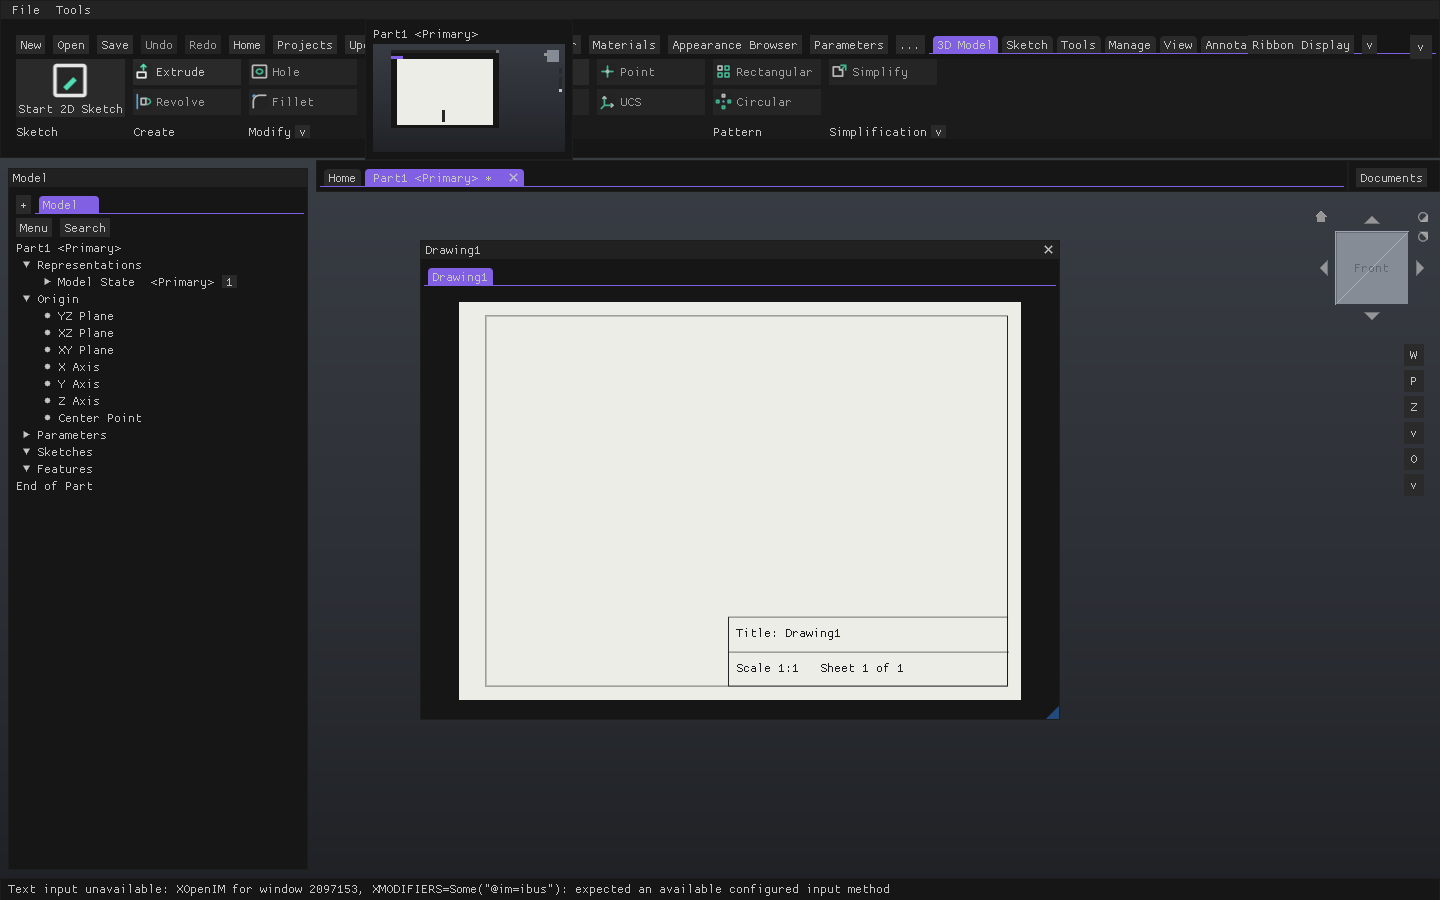 File Tools
Part1 <Primary>
New Open Save Undo Redo Home Projects
Materials Appearance Browser Parameters ... 3D Model Sketch Tools Manage View Annota Ribbon Display v v
Start 2D Sketch
Extrude
Revolve
Hole
Fillet
Point
UCS
Rectangular
Circular
Simplify
Sketch Create Modify v Pattern Simplification v
Model
+ Model
Menu Search
Part1 <Primary>
Representations
Model State <Primary> 1
Origin
YZ Plane
XZ Plane
XY Plane
X Axis
Y Axis
Z Axis
Center Point
Parameters
Sketches
Features
End of Part
Home Part1 <Primary> * Documents
Drawing1
Drawing1
Title: Drawing1
Scale 1:1 Sheet 1 of 1
Front
W
P
Z
v
O
v
Text input unavailable: XOpenIM for window 2097153, XMODIFIERS=Some("@im=ibus"): expected an available configured input method